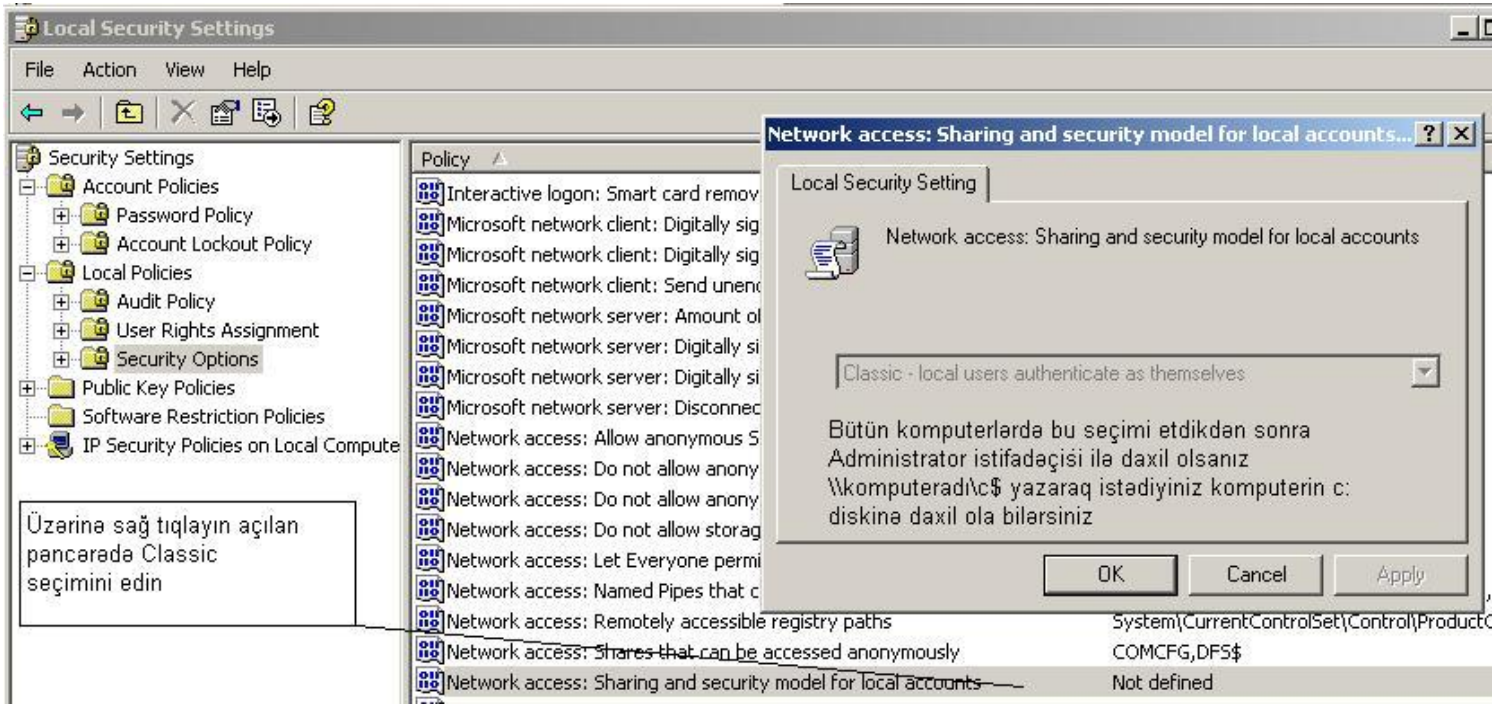 Local Security Settings
File Action View Help
Security Settings
Account Policies
Password Policy
Account Lockout Policy
Local Policies
Audit Policy
User Rights Assignment
Security Options
Public Key Policies
Software Restriction Policies
IP Security Policies on Local Compute
Üzərinə sağ tıqlayın açılan
pəncərədə Classic
seçimini edin
Policy
Interactive logon: Smart card remov
Microsoft network client: Digitally sig
Microsoft network client: Digitally sig
Microsoft network client: Send unenc
Microsoft network server: Amount of
Microsoft network server: Digitally si
Microsoft network server: Digitally si
Microsoft network server: Disconnec
Network access: Allow anonymous S
Network access: Do not allow anony
Network access: Do not allow anony
Network access: Do not allow storag
Network access: Let Everyone permi
Network access: Named Pipes that c
Network access: Remotely accessible registry paths System\CurrentControlSet\Control\ProductO
Network access: Shares that can be accessed anonymously COMCFG,DFS$
Network access: Sharing and security model for local accounts Not defined
Network access: Sharing and security model for local accounts...
Local Security Setting
Network access: Sharing and security model for local accounts
Classic - local users authenticate as themselves
Bütün komputerlərdə bu seçimi etdikdən sonra
Administrator istifadəçisi ilə daxil olsanız
\\komputeradı\c$ yazaraq istədiyiniz komputerin c:
diskinə daxil ola bilərsiniz
OK Cancel Apply